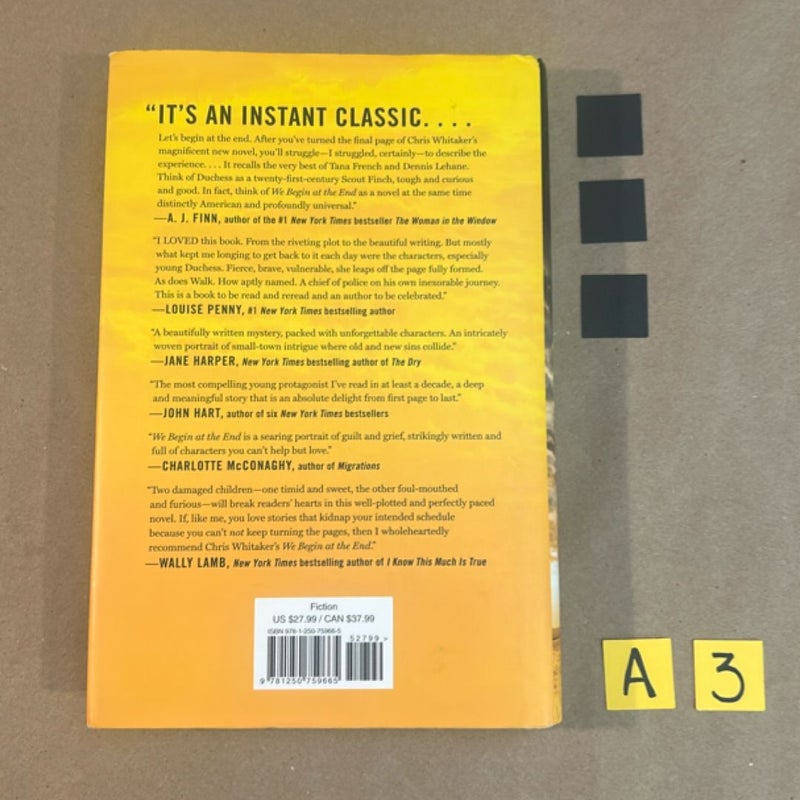 “IT’S AN INSTANT CLASSIC. . . .
Let’s begin at the end. After you’ve turned the final page of Chris Whitaker’s
magnificent new novel, you’ll struggle—I struggled, certainly—to describe the
experience. . . . It recalls the very best of Tana French and Dennis Lehane.
Think of Duchess as a twenty-first-century Scout Finch, tough and curious
and good. In fact, think of We Begin at the End as a novel at the same time
distinctly American and profoundly universal.”
—A. J. FINN, author of the #1 New York Times bestseller The Woman in the Window
“I LOVED this book. From the riveting plot to the beautiful writing. But mostly
what kept me longing to get back to it each day were the characters, especially
young Duchess. Fierce, brave, vulnerable, she leaps off the page fully formed.
As does Walk. How aptly named. A chief of police on his own inexorable journey.
This is a book to be read and reread and an author to be celebrated.”
—LOUISE PENNY, #1 New York Times bestselling author
“A beautifully written mystery, packed with unforgettable characters. An intricately
woven portrait of small-town intrigue where old and new sins collide.”
—JANE HARPER, New York Times bestselling author of The Dry
“The most compelling young protagonist I’ve read in at least a decade, a deep
and meaningful story that is an absolute delight from first page to last.”
—JOHN HART, author of six New York Times bestsellers
“We Begin at the End is a searing portrait of guilt and grief, strikingly written and
full of characters you can’t help but love.”
—CHARLOTTE McCONAGHY, author of Migrations
“Two damaged children—one timid and sweet, the other foul-mouthed
and furious—will break readers’ hearts in this well-plotted and perfectly paced
novel. If, like me, you love stories that kidnap your intended schedule
because you can’t not keep turning the pages, then I wholeheartedly
recommend Chris Whitaker’s We Begin at the End.”
—WALLY LAMB, New York Times bestselling author of I Know This Much Is True
Fiction
US $27.99 / CAN $37.99
ISBN 978-1-250-75966-5
52799 >
9 781250 759665
A 3